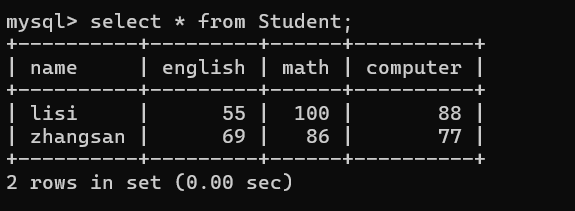 mysql> select * from Student;
+----------+---------+------+----------+
| name     | english | math | computer |
+----------+---------+------+----------+
| lisi     |      55 |  100 |       88 |
| zhangsan |      69 |   86 |       77 |
+----------+---------+------+----------+
2 rows in set (0.00 sec)